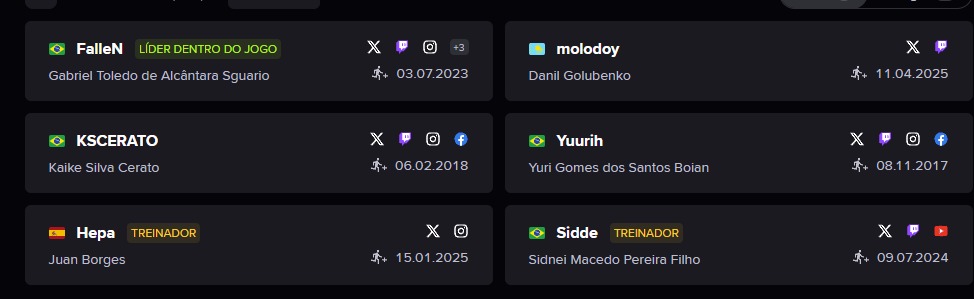 FalleN LÍDER DENTRO DO JOGO +3
Gabriel Toledo de Alcântara Sguario 03.07.2023
molodoy
Danil Golubenko 11.04.2025
KSCERATO
Kaike Silva Cerato 06.02.2018
Yuurih
Yuri Gomes dos Santos Boian 08.11.2017
Hepa TREINADOR
Juan Borges 15.01.2025
Sidde TREINADOR
Sidnei Macedo Pereira Filho 09.07.2024